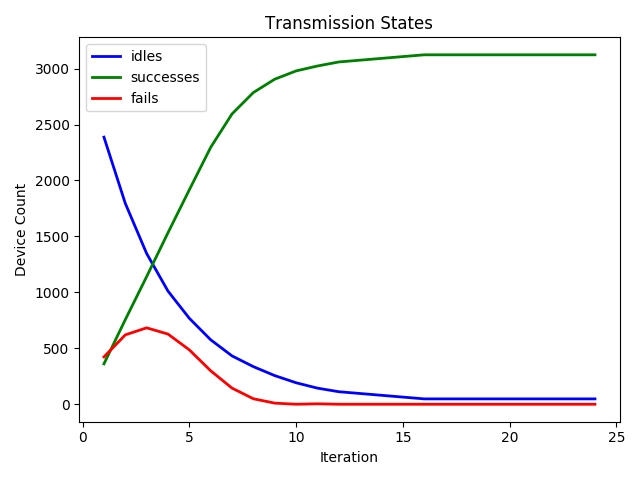 Transmission States
idles
successes
fails
Device Count
3000
2500
2000
1500
1000
500
0
0 5 10 15 20 25
Iteration